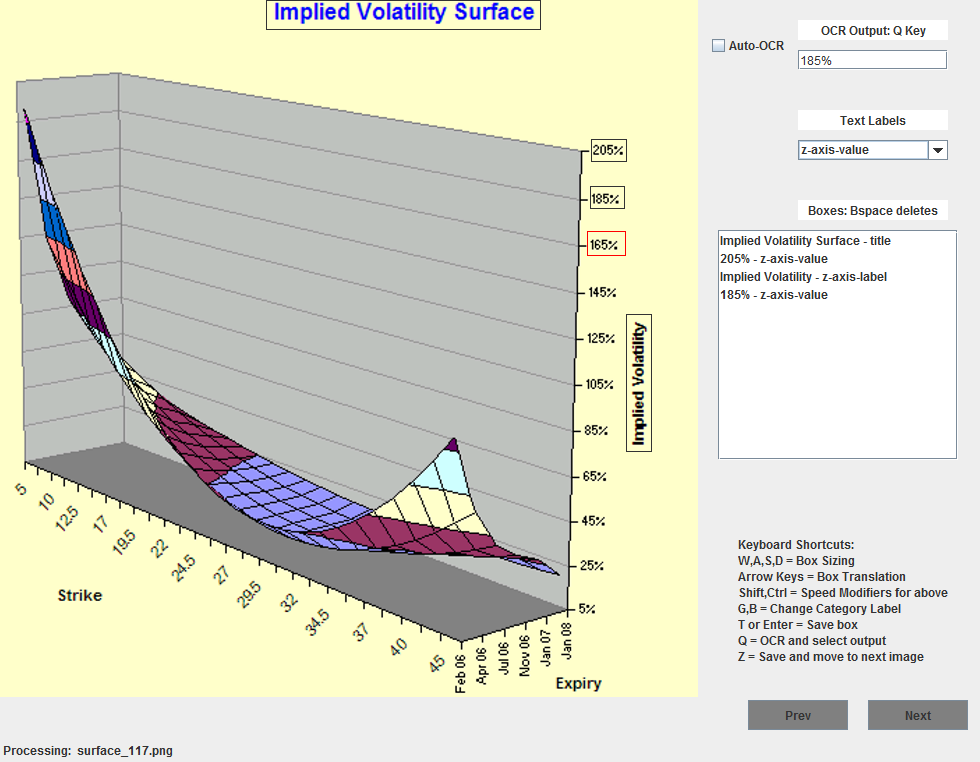 Implied Volatility Surface
205%
185%
165%
145%
125%
105%
85%
65%
45%
25%
5%
Implied Volatility
5
10
12.5
17
19.5
22
24.5
27
29.5
32
34.5
37
40
45
Strike
Feb 06
Apr 06
Jul 06
Nov 06
Jan 07
Jan 08
Expiry
Auto-OCR
OCR Output: Q Key
185%
Text Labels
z-axis-value
Boxes: Bspace deletes
Implied Volatility Surface - title
205% - z-axis-value
Implied Volatility - z-axis-label
185% - z-axis-value
Keyboard Shortcuts:
W,A,S,D = Box Sizing
Arrow Keys = Box Translation
Shift,Ctrl = Speed Modifiers for above
G,B = Change Category Label
T or Enter = Save box
Q = OCR and select output
Z = Save and move to next image
Prev
Next
Processing: surface_117.png